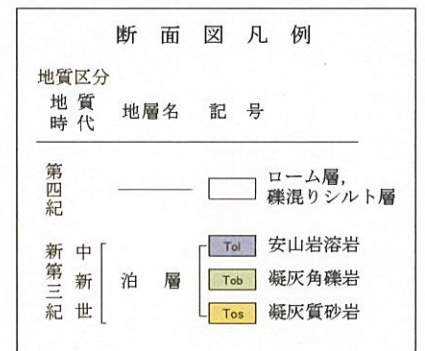 断面図凡例
地質区分
地質時代 地層名 記号
第四紀 ローム層,
礫混りシルト層
新第三紀 中新世 泊層
Tol 安山岩溶岩
Tob 凝灰角礫岩
Tos 凝灰質砂岩